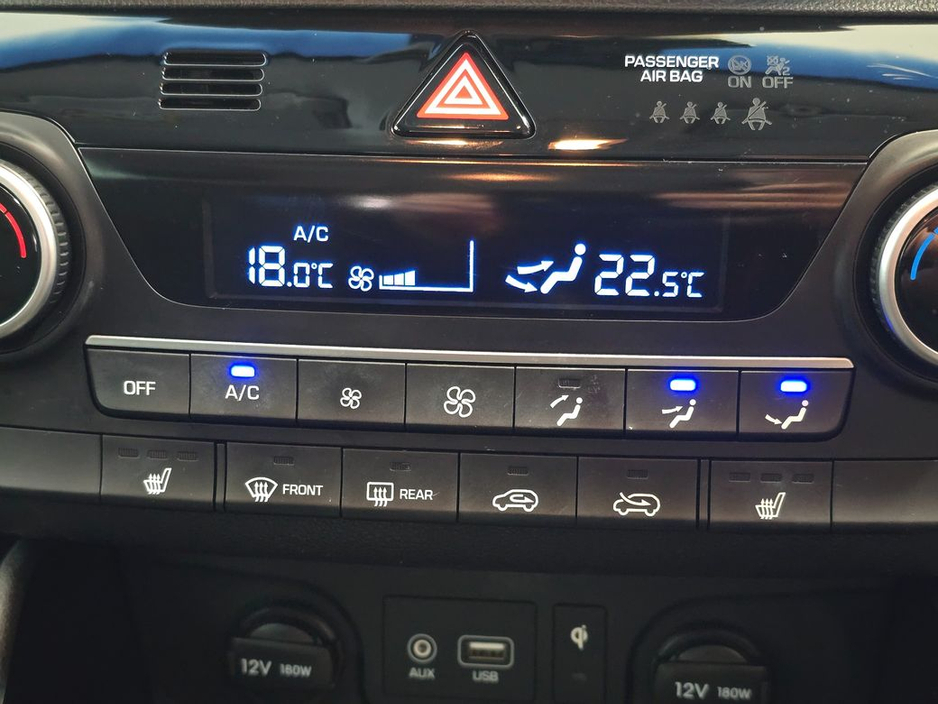 PASSENGER
AIR BAG ON OFF
A/C
18.0°C 22.5°C
OFF A/C
FRONT REAR
12V 180W AUX USB 12V 180W